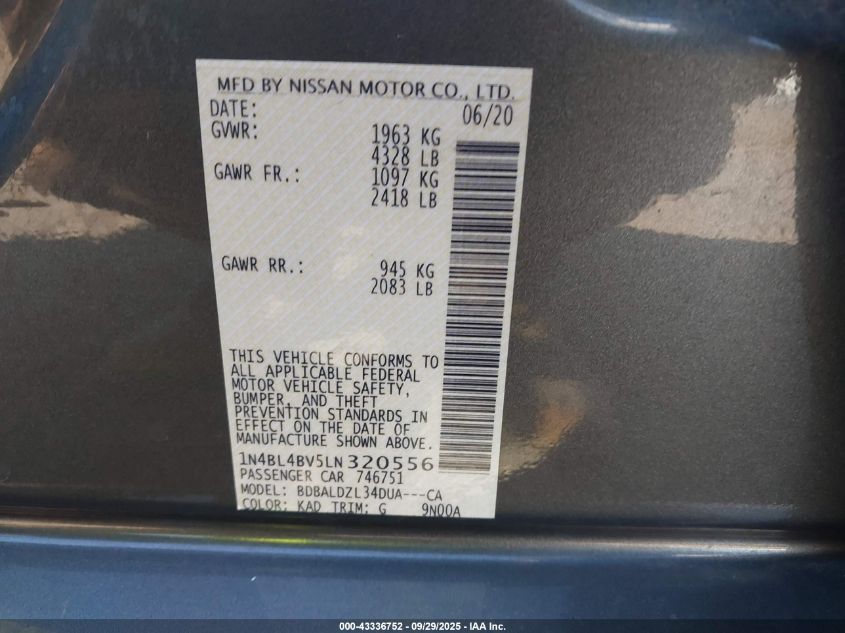 MFD BY NISSAN MOTOR CO., LTD.
DATE: 06/20
GVWR: 1963 KG
4328 LB
GAWR FR.: 1097 KG
2418 LB
GAWR RR.: 945 KG
2083 LB
THIS VEHICLE CONFORMS TO
ALL APPLICABLE FEDERAL
MOTOR VEHICLE SAFETY,
BUMPER, AND THEFT
PREVENTION STANDARDS IN
EFFECT ON THE DATE OF
MANUFACTURE SHOWN ABOVE.
1N4BL4BV5LN320556
PASSENGER CAR 746751
MODEL: BDBALDZL34DUA---CA
COLOR: KAD TRIM: G 9N00A
000-43336752 - 09/29/2025 - IAA Inc.